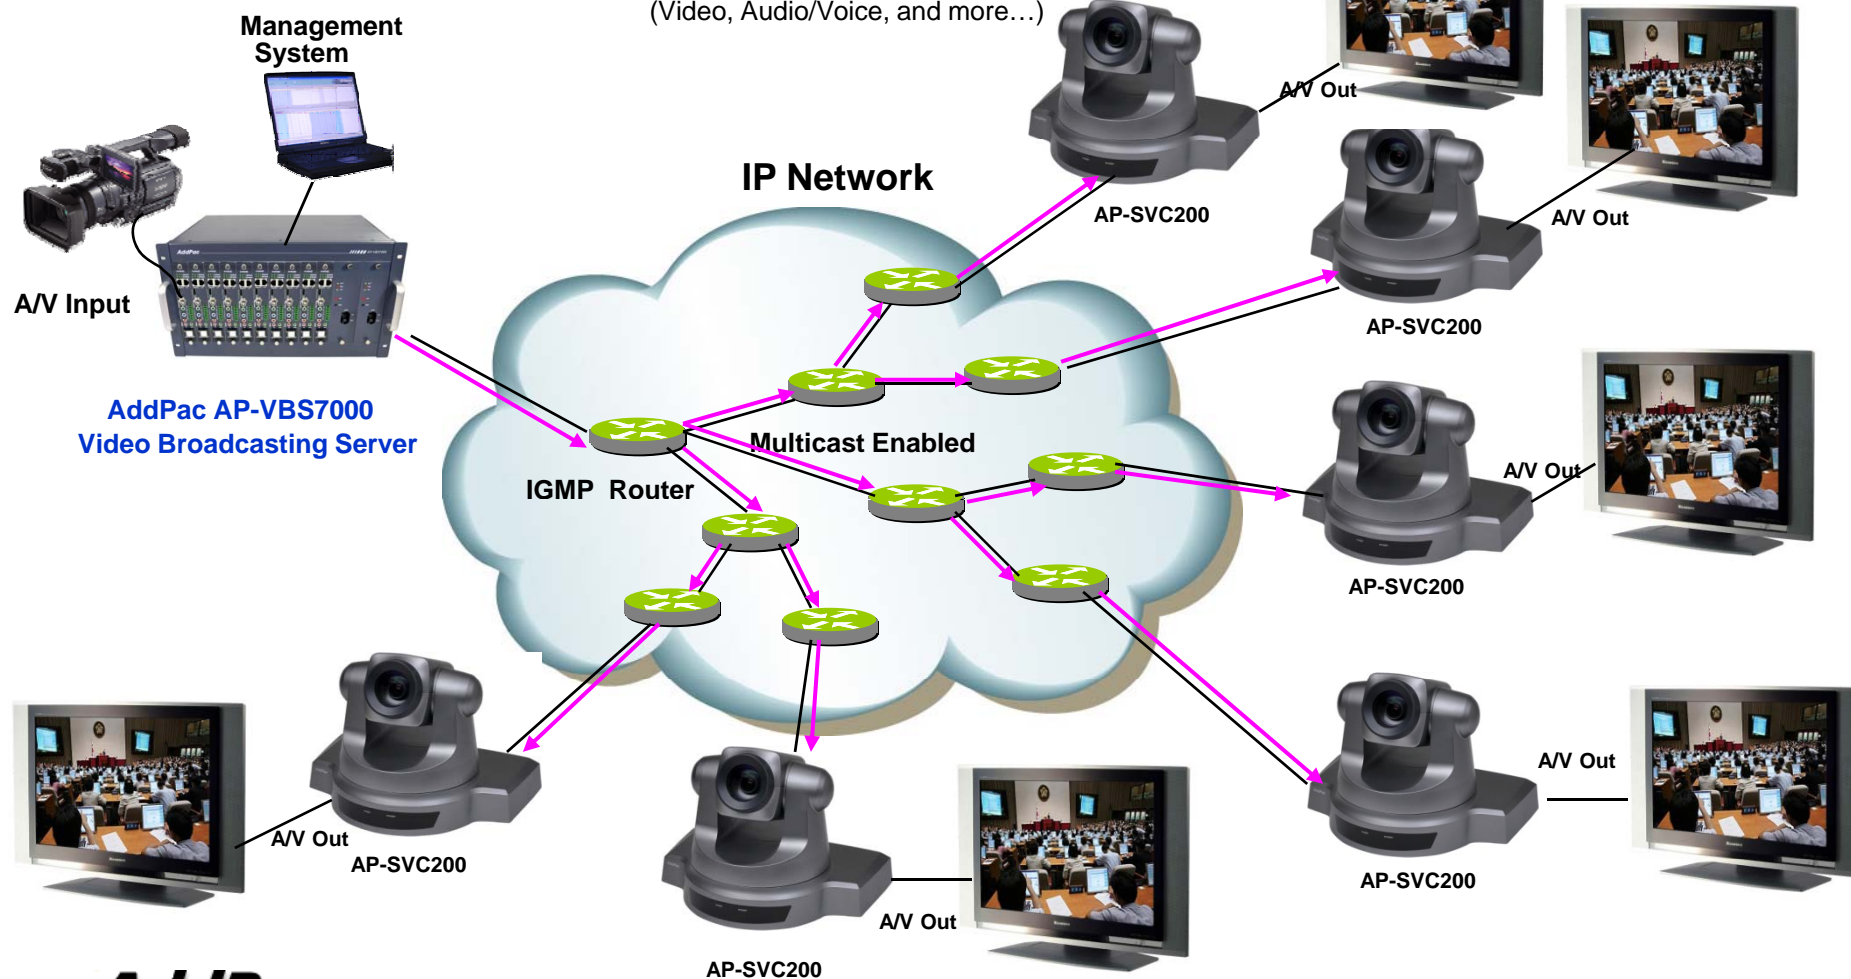 (Video, Audio/Voice, and more…)
Management
System
A/V Out
IP Network
AP-SVC200
A/V Out
AddPac
A/V Input
AP-SVC200
AddPac AP-VBS7000
Video Broadcasting Server
Multicast Enabled
A/V Out
IGMP Router
AP-SVC200
A/V Out
A/V Out
AP-SVC200
AP-SVC200
A/V Out
AP-SVC200